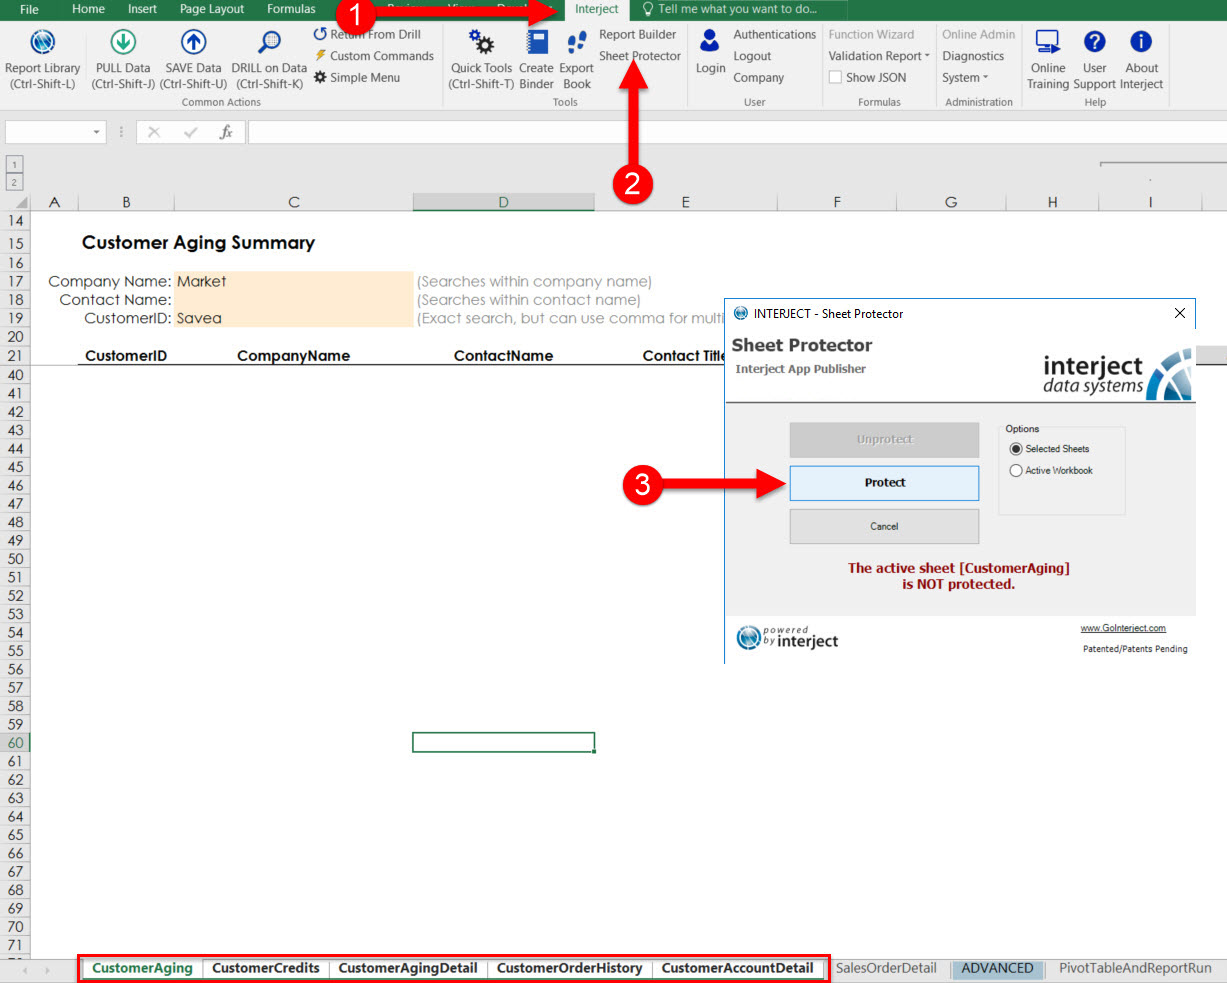 File Home Insert Page Layout Formulas Interject Tell me what you want to do...
1
Report Library (Ctrl-Shift-L)
PULL Data (Ctrl-Shift-J)
SAVE Data (Ctrl-Shift-U)
DRILL on Data (Ctrl-Shift-K)
Return From Drill
Custom Commands
Simple Menu
Common Actions
Quick Tools (Ctrl-Shift-T)
Create Binder
Export Book
Report Builder
Sheet Protector
Tools
Login
Authentications
Logout
Company
User
Function Wizard
Validation Report
Show JSON
Formulas
Online Admin
Diagnostics
System
Administration
Online Training
User Support
About Interject
Help
fx
1
2
2
A B C D E F G H I
14
15 Customer Aging Summary
16
17 Company Name: Market (Searches within company name)
18 Contact Name: (Searches within contact name)
19 CustomerID: Savea (Exact search, but can use comma for multi
20
21 CustomerID CompanyName ContactName Contact Title
40
41
42
43
44
45
46
47
48
49
50
51
52
53
54
55
56
57
58
59
60
61
62
63
64
65
66
67
68
69
70
71
INTERJECT - Sheet Protector
Sheet Protector
Interject App Publisher
interject
data systems
Unprotect
3
Protect
Cancel
Options
Selected Sheets
Active Workbook
The active sheet [CustomerAging]
is NOT protected.
powered
by interject
www.GoInterject.com
Patented/Patents Pending
CustomerAging CustomerCredits CustomerAgingDetail CustomerOrderHistory CustomerAccountDetail SalesOrderDetail ADVANCED PivotTableAndReportRun